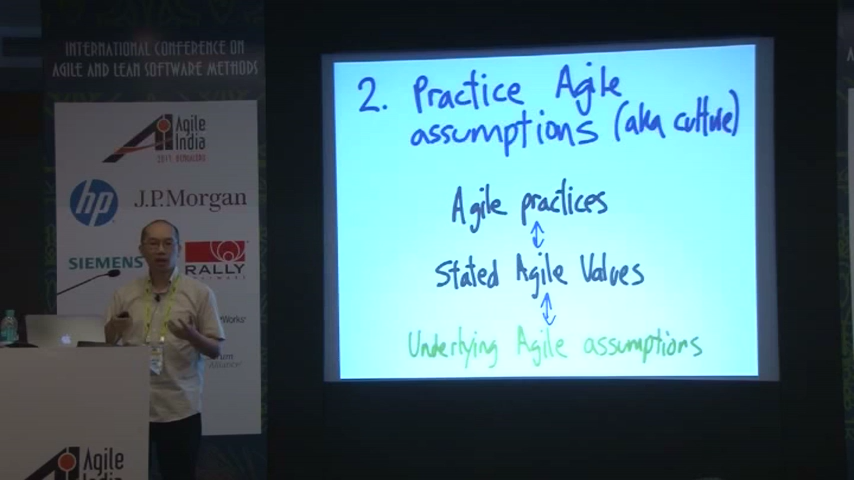 INTERNATIONAL CONFERENCE ON
AGILE AND LEAN SOFTWARE METHODS
Agile
India
hp
J.P.Morgan
SIEMENS
RALLY
Agile
2. Practice Agile
assumptions (aka culture)
Agile practices
Stated Agile Values
Underlying Agile assumptions